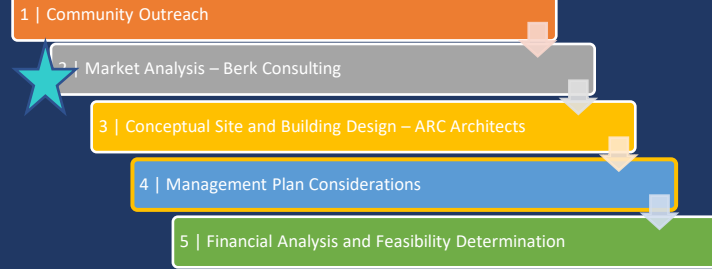 1 | Community Outreach
2 | Market Analysis – Berk Consulting
3 | Conceptual Site and Building Design – ARC Architects
4 | Management Plan Considerations
5 | Financial Analysis and Feasibility Determination